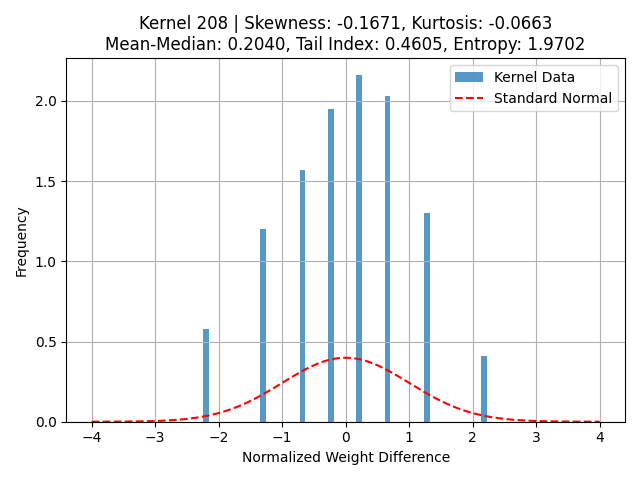 Kernel 208 | Skewness: -0.1671, Kurtosis: -0.0663
Mean-Median: 0.2040, Tail Index: 0.4605, Entropy: 1.9702
Kernel Data
Standard Normal
Frequency
2.0
1.5
1.0
0.5
0.0
−4 −3 −2 −1 0 1 2 3 4
Normalized Weight Difference